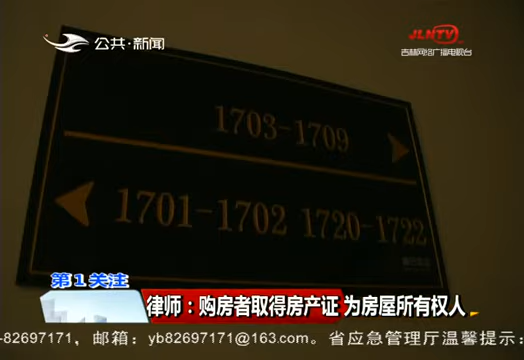 公共·新闻
JLNTV
吉林网络广播电视台
1703-1709
1701-1702 1720-1722
第1关注
律师：购房者取得房产证 为房屋所有权人
-82697171，邮箱：yb82697171@163.com。省应急管理厅温馨提示：